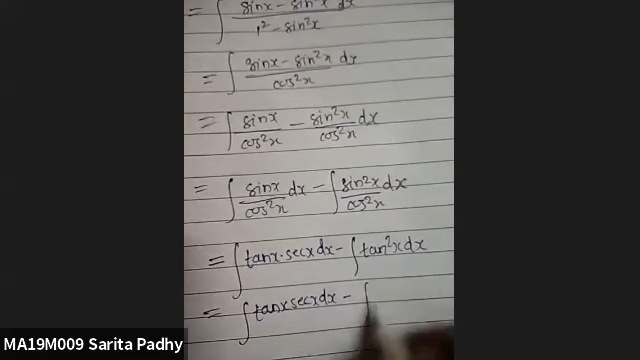 = ∫ sinx - sin²x dx / 1² - sin²x
= ∫ sinx - sin²x dx / cos²x
= ∫ sinx/cos²x - sin²x/cos²x dx
= ∫ sinx/cos²x dx - ∫ sin²x/cos²x dx
= ∫ tanx·secx dx - ∫ tan²x dx
= ∫ tanx secx dx - ∫
MA19M009 Sarita Padhy